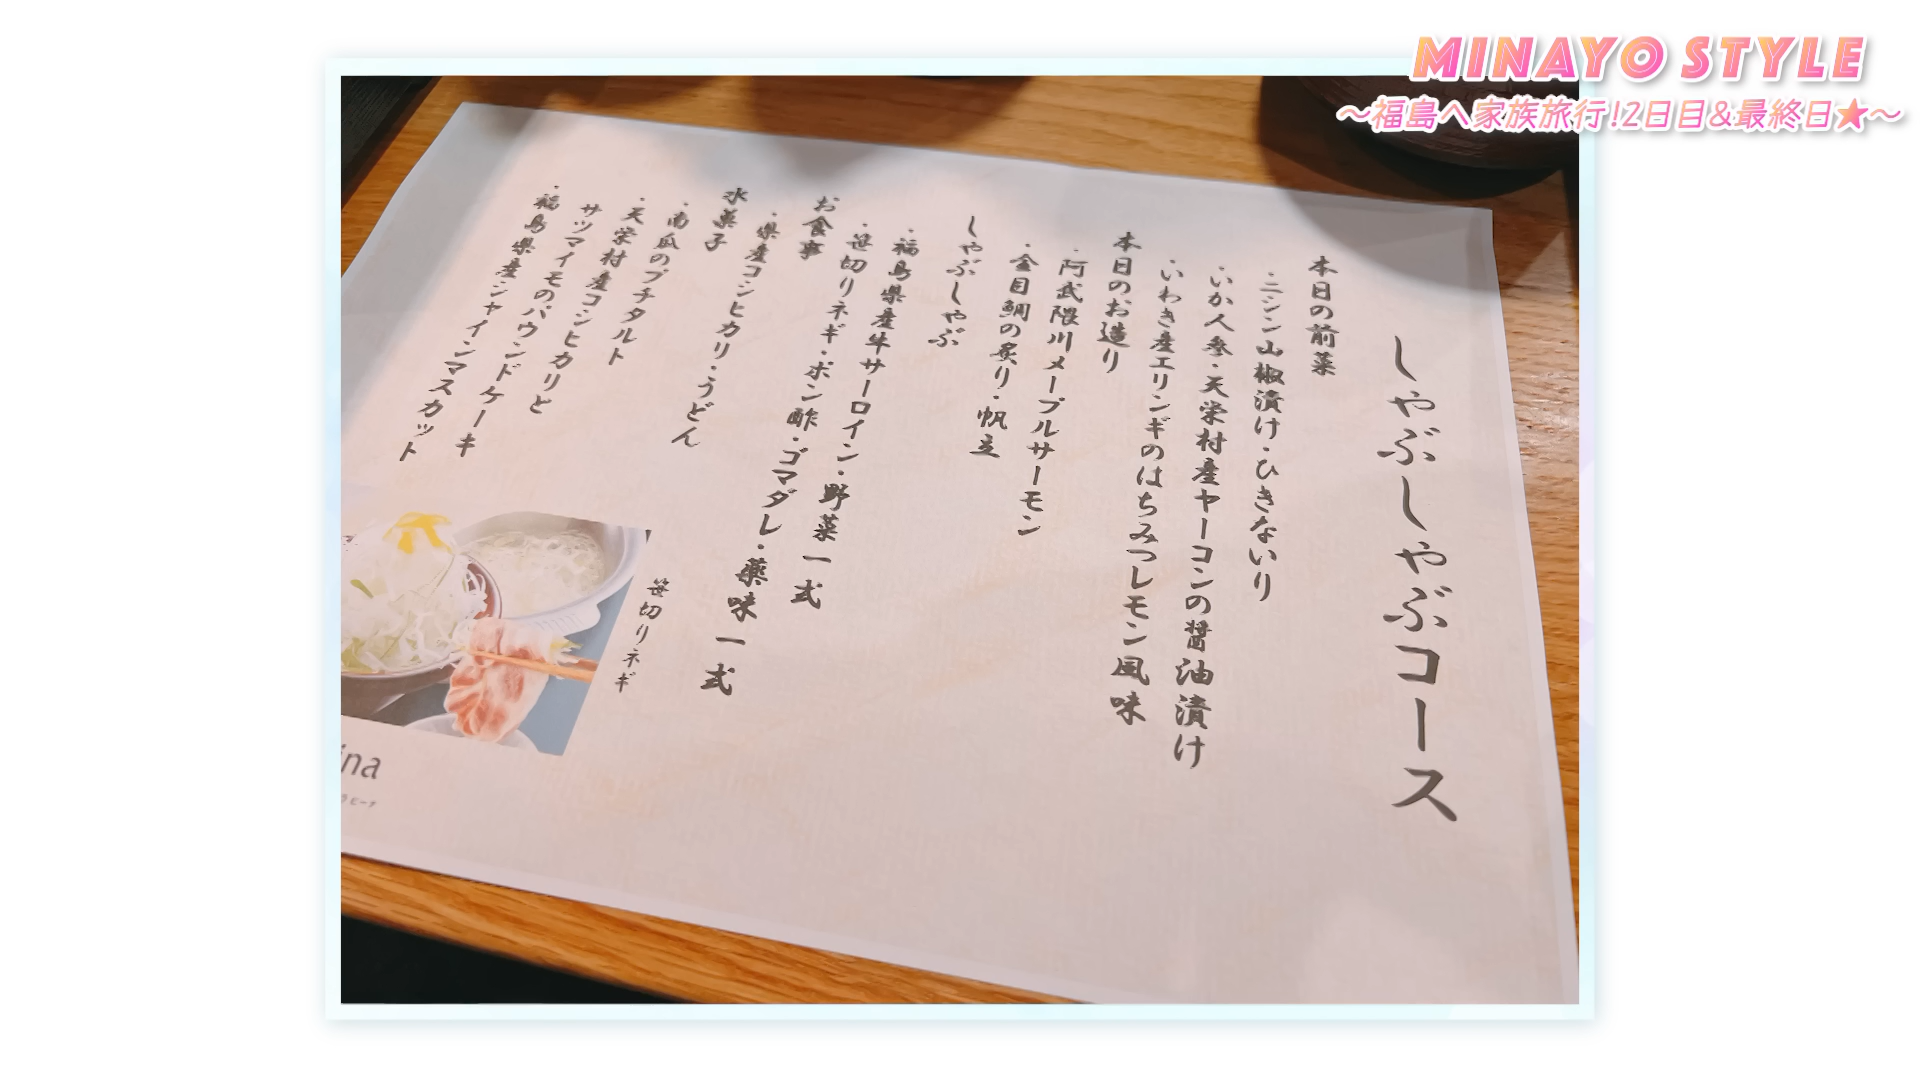 MINAYO STYLE
～福島へ家族旅行!2日目&最終日★～
しゃぶしゃぶコース
本日の前菜
・ニシン山椒漬け・ひきないり
・いか人参・天栄村産ヤーコンの醤油漬け
・いわき産エリンギのはちみつレモン風味
本日のお造り
・阿武隈川メープルサーモン
・金目鯛の炙り・帆立
しゃぶしゃぶ
・福島県産牛サーロイン・野菜一式
・笹切りネギ・ポン酢・ゴマダレ・薬味一式
お食事
・県産コシヒカリ・うどん
水菓子
・南瓜のプチタルト
・天栄村産コシヒカリと
サツマイモのパウンドケーキ
・福島県産シャインマスカット
笹切りネギ
ina
ラビーナ